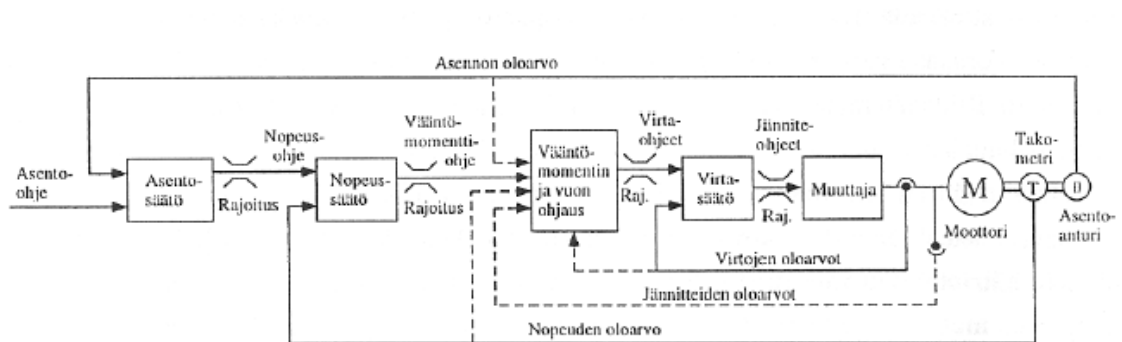 Asennon oloarvo
Asento-
ohje
Asento-
säätö
Nopeus-
ohje
Rajoitus
Nopeus-
säätö
Vääntö-
momentti-
ohje
Rajoitus
Vääntö-
momentin
ja vuon
ohjaus
Virta-
ohjeet
Raj.
Virta-
säätö
Jännite-
ohjeet
Raj.
Muuttaja
M
Moottori
Tako-
metri
T
θ
Asento-
anturi
Virtojen oloarvot
Jännitteiden oloarvot
Nopeuden oloarvo